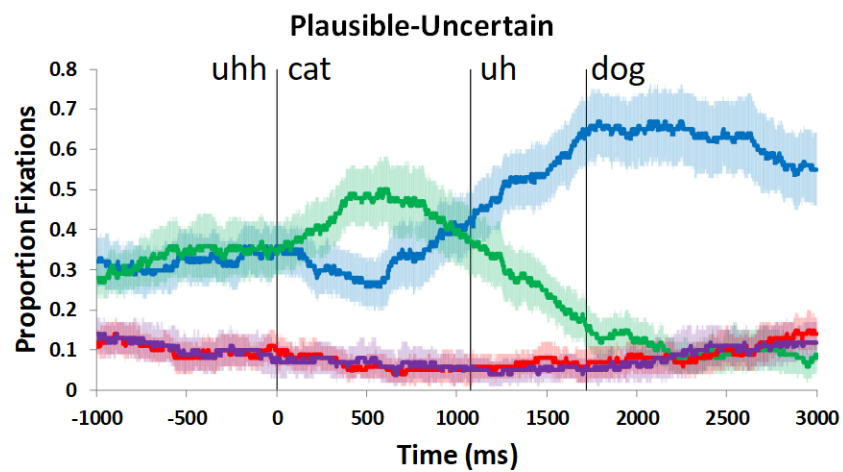 Plausible-Uncertain
uhh cat uh dog
Proportion Fixations
0.8
0.7
0.6
0.5
0.4
0.3
0.2
0.1
0
-1000 -500 0 500 1000 1500 2000 2500 3000
Time (ms)